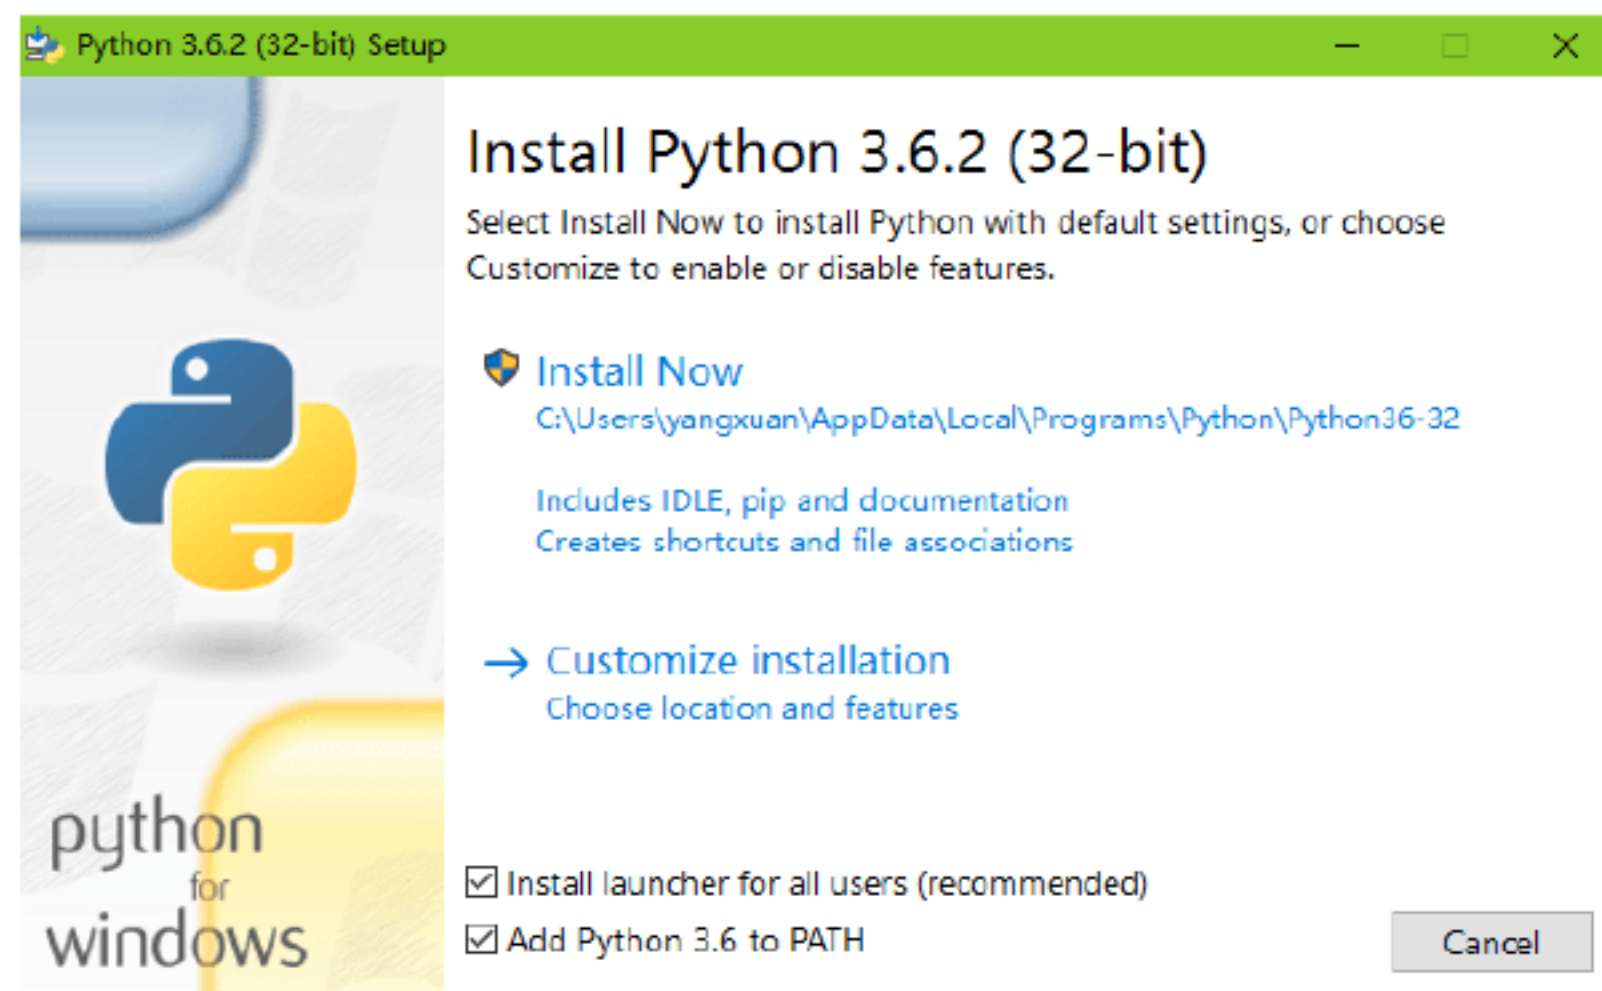 Python 3.6.2 (32-bit) Setup
Install Python 3.6.2 (32-bit)
Select Install Now to install Python with default settings, or choose
Customize to enable or disable features.
Install Now
C:\Users\yangxuan\AppData\Local\Programs\Python\Python36-32
Includes IDLE, pip and documentation
Creates shortcuts and file associations
Customize installation
Choose location and features
python
for
windows
Install launcher for all users (recommended)
Add Python 3.6 to PATH
Cancel